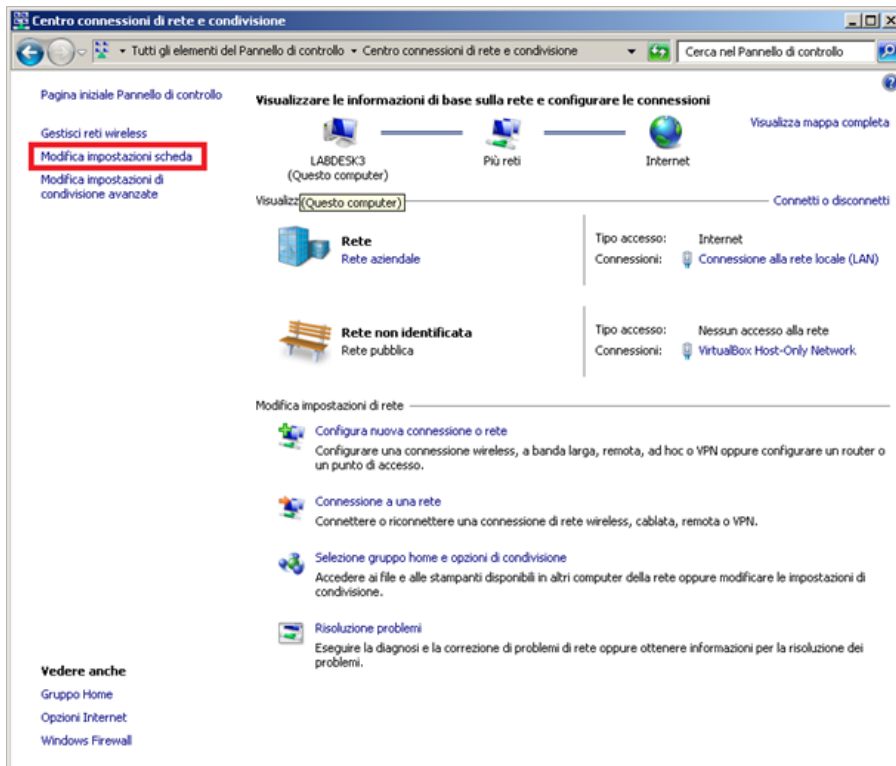 Centro connessioni di rete e condivisione
Tutti gli elementi del Pannello di controllo
Centro connessioni di rete e condivisione
Cerca nel Pannello di controllo
Pagina iniziale Pannello di controllo
Gestisci reti wireless
Modifica impostazioni scheda
Modifica impostazioni di
condivisione avanzate
Visualizzare le informazioni di base sulla rete e configurare le connessioni
Visualizza mappa completa
LABDESK3
(Questo computer)
Più reti
Internet
Visualizz
(Questo computer)
Connetti o disconnetti
Rete
Rete aziendale
Tipo accesso: Internet
Connessioni: Connessione alla rete locale (LAN)
Rete non identificata
Rete pubblica
Tipo accesso: Nessun accesso alla rete
Connessioni: VirtualBox Host-Only Network
Modifica impostazioni di rete
Configura nuova connessione o rete
Configurare una connessione wireless, a banda larga, remota, ad hoc o VPN oppure configurare un router o
un punto di accesso.
Connessione a una rete
Connettere o riconnettere una connessione di rete wireless, cablata, remota o VPN.
Selezione gruppo home e opzioni di condivisione
Accedere ai file e alle stampanti disponibili in altri computer della rete oppure modificare le impostazioni di
condivisione.
Risoluzione problemi
Eseguire la diagnosi e la correzione di problemi di rete oppure ottenere informazioni per la risoluzione dei
problemi.
Vedere anche
Gruppo Home
Opzioni Internet
Windows Firewall